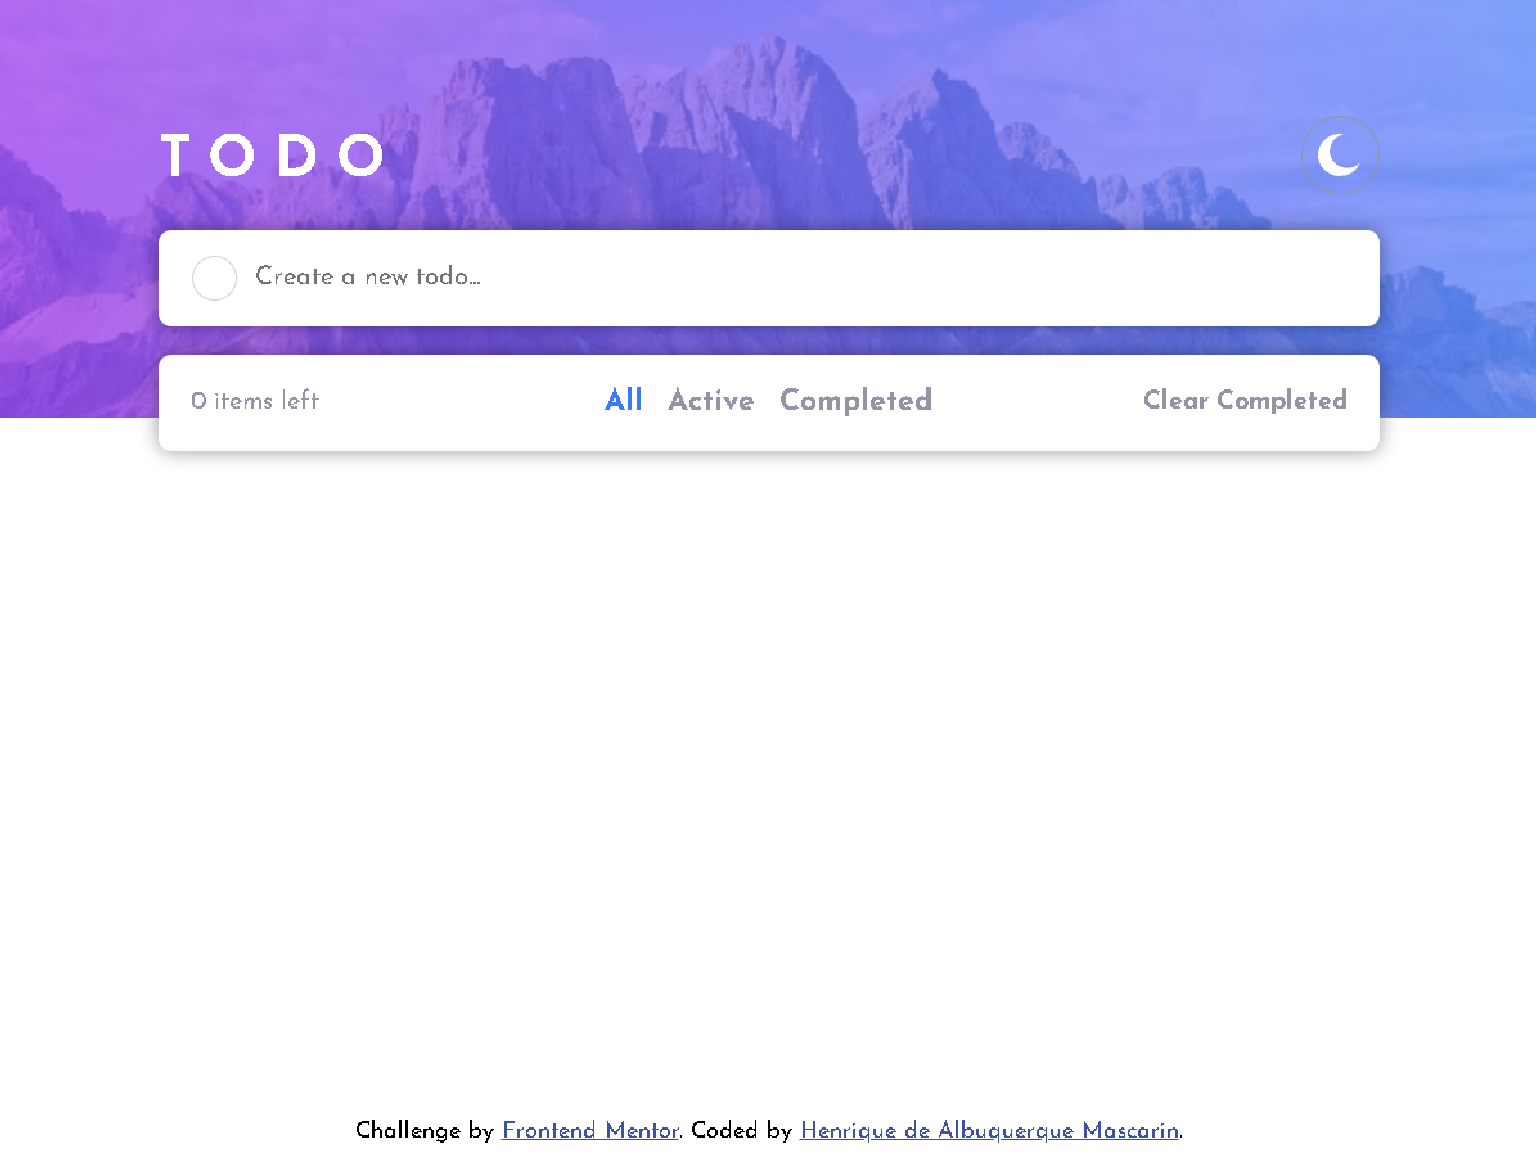 TODO
Create a new todo...
0 items left All Active Completed Clear Completed
Challenge by Frontend Mentor. Coded by Henrique de Albuquerque Mascarin.